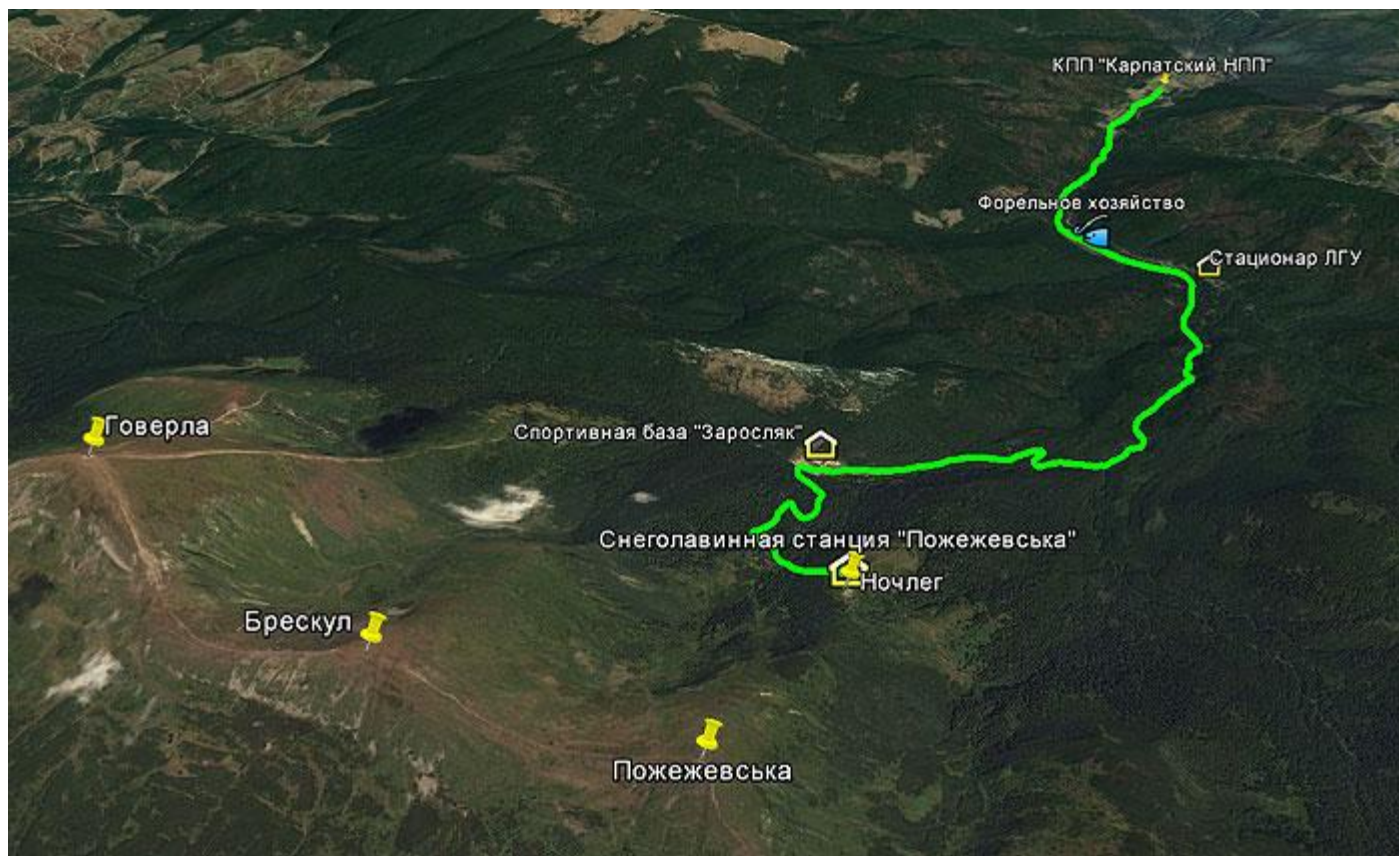 КПП "Карпатский НПП"
Форельное хозяйство
Стационар ЛГУ
Говерла
Спортивная база "Заросляк"
Снеголавинная станция "Пожежевська"
Ночлег
Брескул
Пожежевська